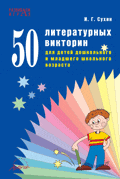 И. Г. Сухин
50
литературных
викторин
для детей дошкольного
и младшего школьного
возраста